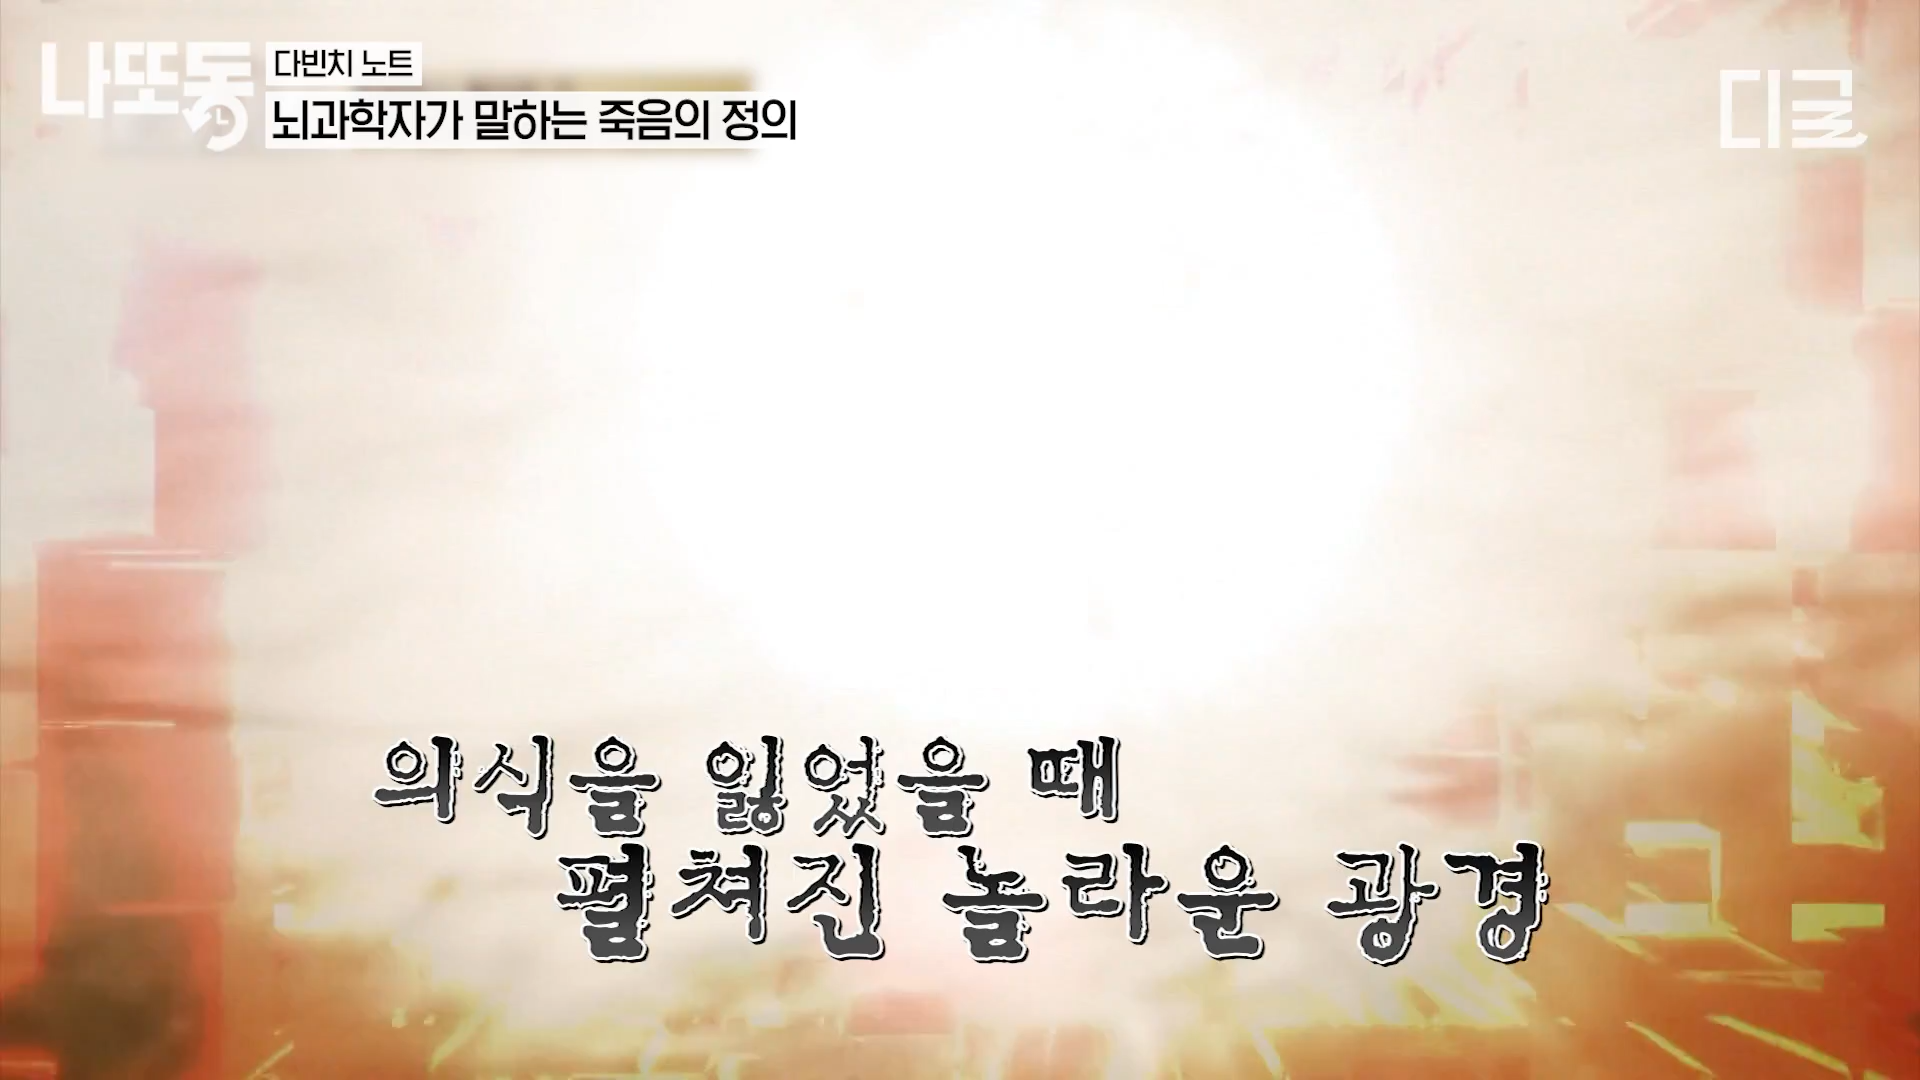 나또동
다빈치 노트
뇌과학자가 말하는 죽음의 정의
디글
의식을 잃었을 때
펼쳐진 놀라운 광경